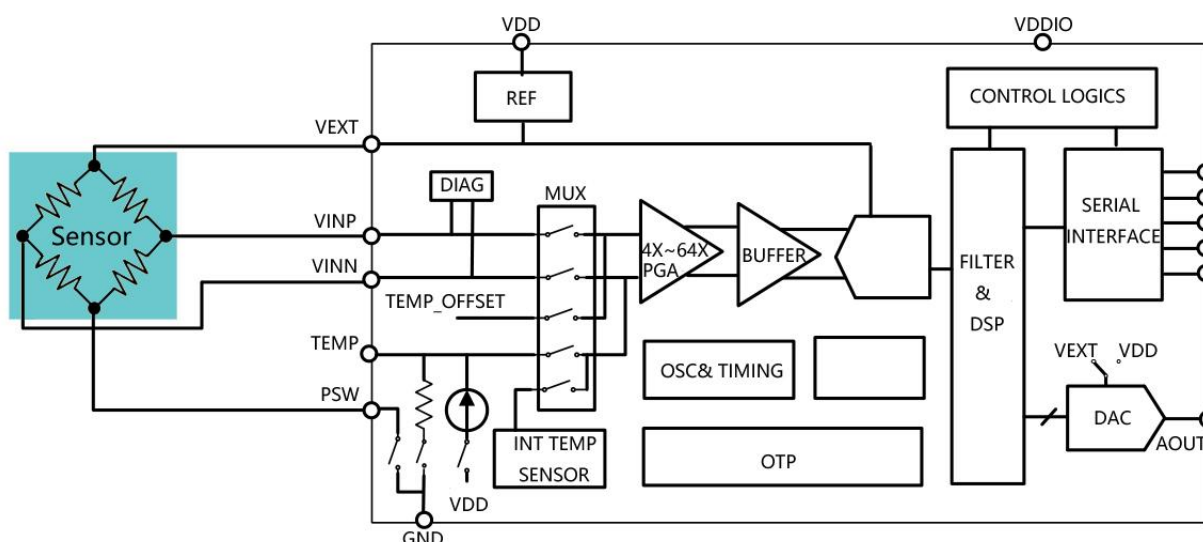 VDD
VDDIO
REF
CONTROL LOGICS
VEXT
DIAG
MUX
VINP
Sensor
SERIAL
INTERFACE
4X~64X
PGA
BUFFER
VINN
FILTER
&
DSP
TEMP_OFFSET
TEMP
OSC& TIMING
VEXT
VDD
PSW
DAC
INT TEMP
SENSOR
OTP
AOUT
VDD
GND